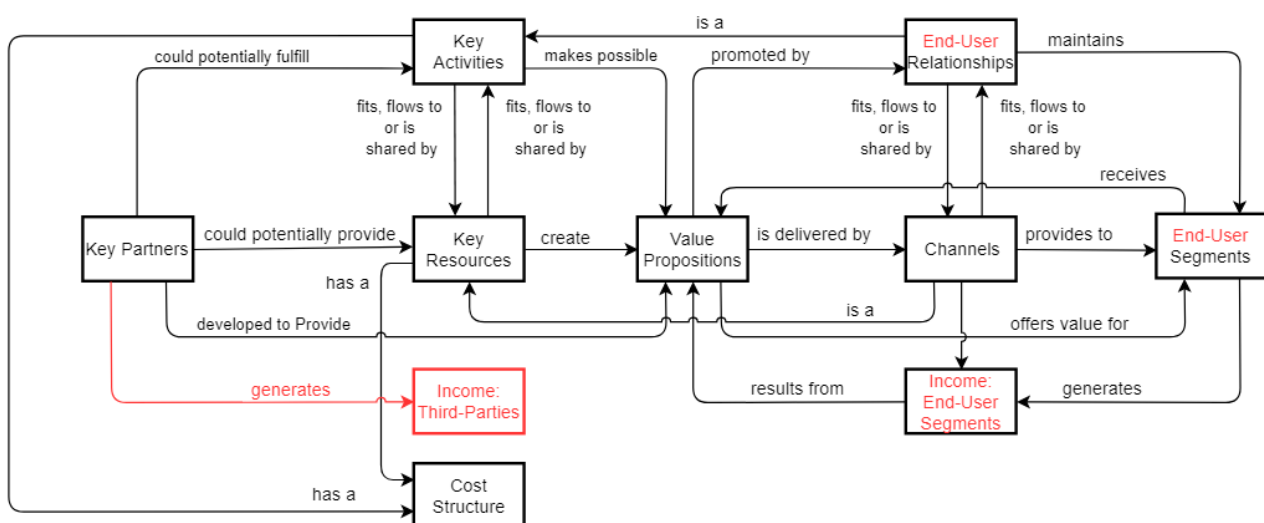 is a
Key
Activities
End-User
Relationships
maintains
could potentially fulfill
makes possible
promoted by
fits, flows to
or is
shared by
fits, flows to
or is
shared by
fits, flows to
or is
shared by
fits, flows to
or is
shared by
receives
Key Partners
could potentially provide
Key
Resources
create
Value
Propositions
is delivered by
Channels
provides to
End-User
Segments
has a
is a
developed to Provide
offers value for
generates
Income:
Third-Parties
results from
Income:
End-User
Segments
generates
has a
Cost
Structure